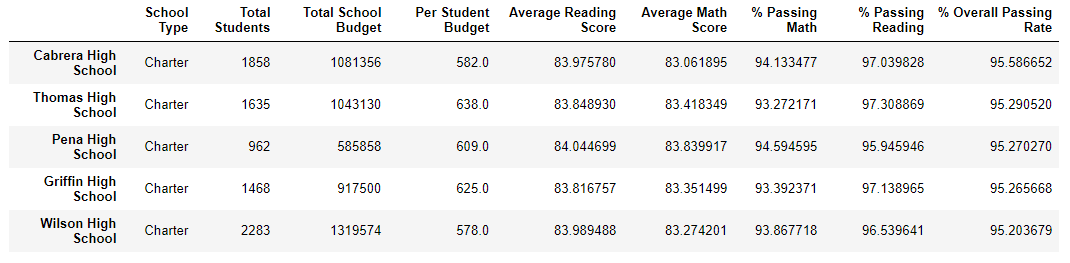 School Type Total Students Total School Budget Per Student Budget Average Reading Score Average Math Score % Passing Math % Passing Reading % Overall Passing Rate
Cabrera High School Charter 1858 1081356 582.0 83.975780 83.061895 94.133477 97.039828 95.586652
Thomas High School Charter 1635 1043130 638.0 83.848930 83.418349 93.272171 97.308869 95.290520
Pena High School Charter 962 585858 609.0 84.044699 83.839917 94.594595 95.945946 95.270270
Griffin High School Charter 1468 917500 625.0 83.816757 83.351499 93.392371 97.138965 95.265668
Wilson High School Charter 2283 1319574 578.0 83.989488 83.274201 93.867718 96.539641 95.203679